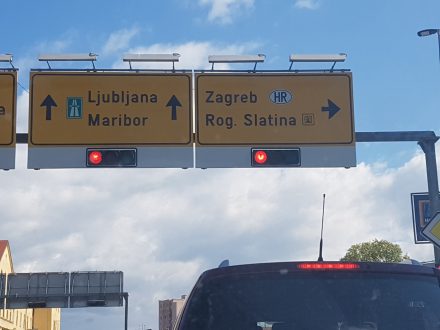 Ljubljana
Maribor
Zagreb HR
Rog. Slatina